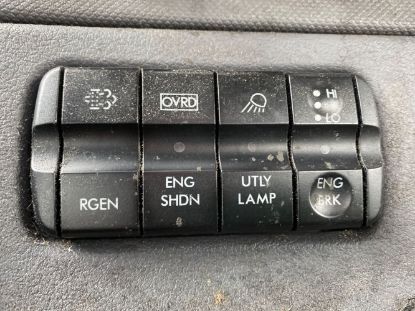 OVRD
HI
LO
RGEN
ENG
SHDN
UTLY
LAMP
ENG
BRK